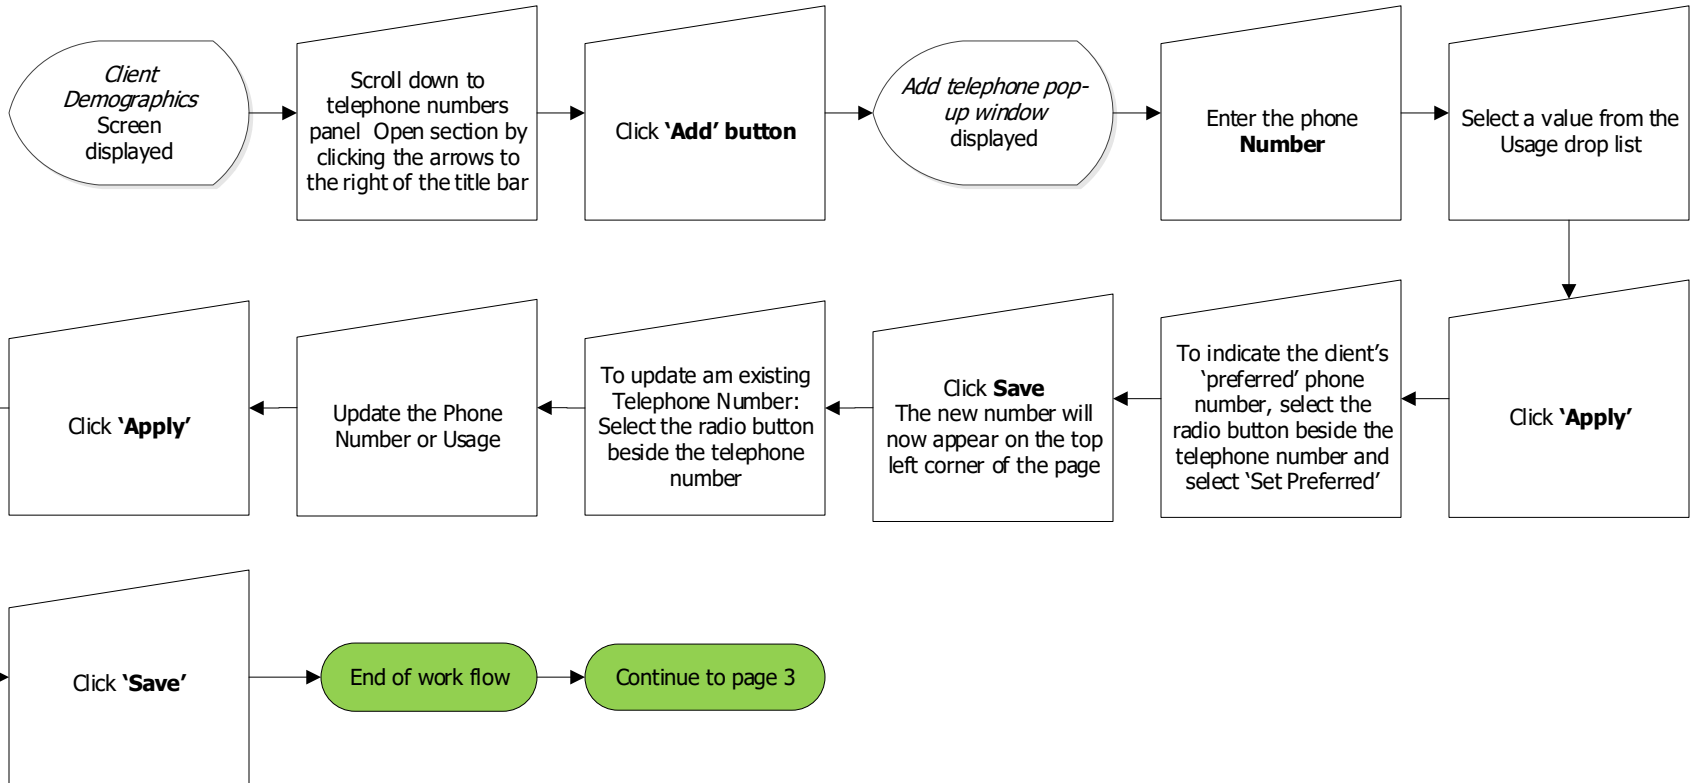 Client
Demographics
Screen
displayed
Scroll down to
telephone numbers
panel  Open section by
clicking the arrows to
the right of the title bar
Click ‘Add’ button
Add telephone pop-
up window
displayed
Enter the phone
Number
Select a value from the
Usage drop list
Click ‘Apply’
To indicate the client’s
‘preferred’ phone
number, select the
radio button beside the
telephone number and
select ‘Set Preferred’
Click Save
The new number will
now appear on the top
left corner of the page
To update am existing
Telephone Number:
Select the radio button
beside the telephone
number
Update the Phone
Number or Usage
Click ‘Apply’
Click ‘Save’
End of work flow
Continue to page 3